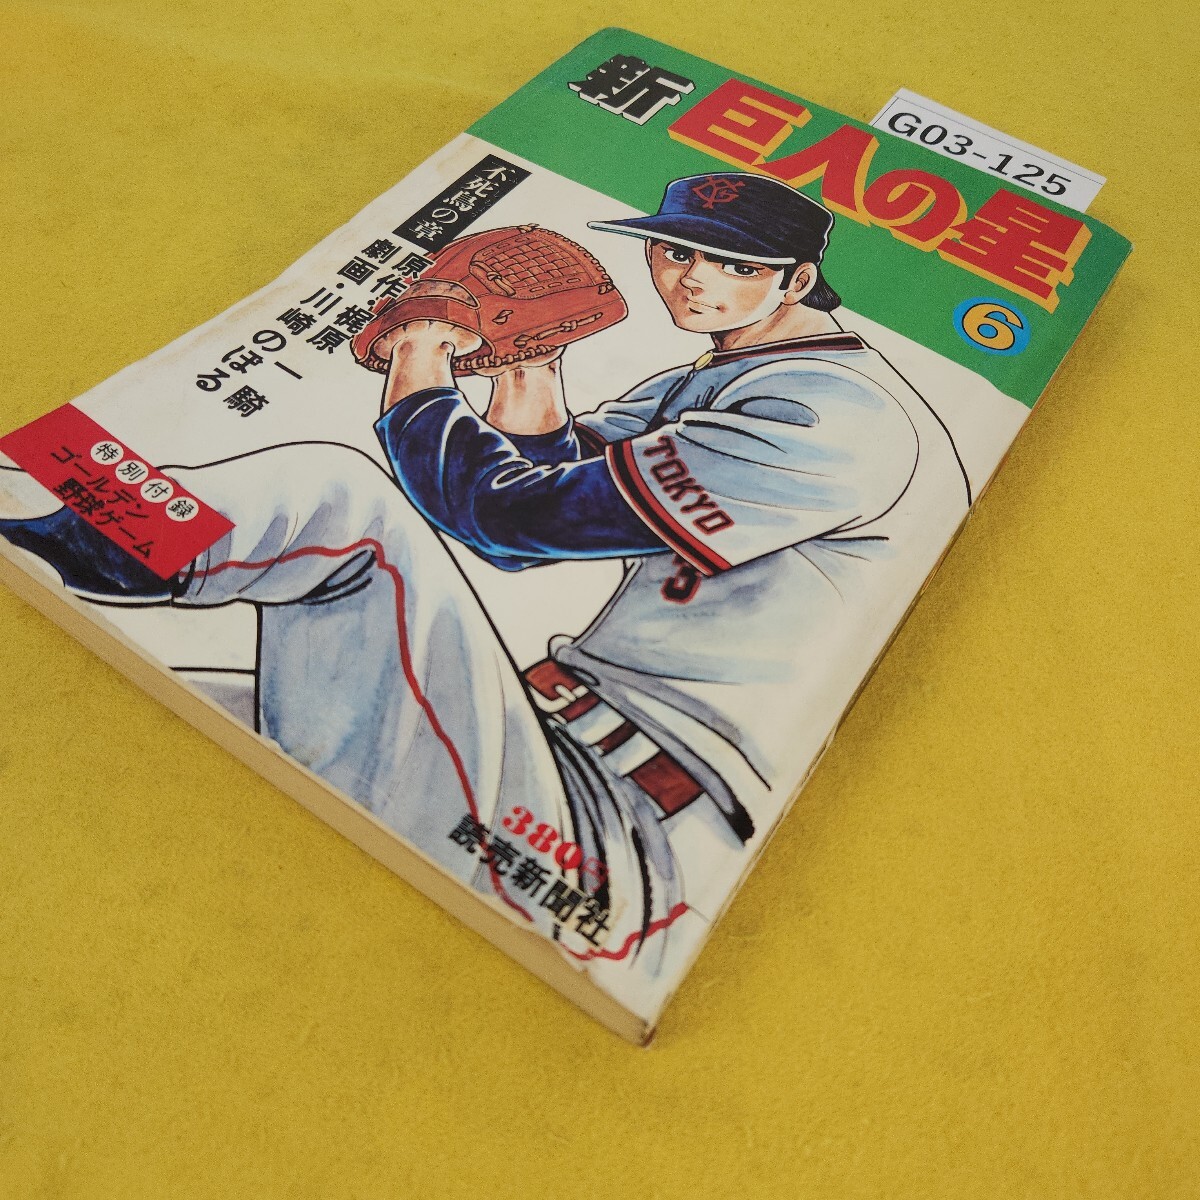 新巨人の星
6
G03-125
不死鳥の章
原作・梶原一騎
劇画・川崎のぼる
特別付録
ゴールデン
野球ゲーム
TOKYO
380円
読売新聞社